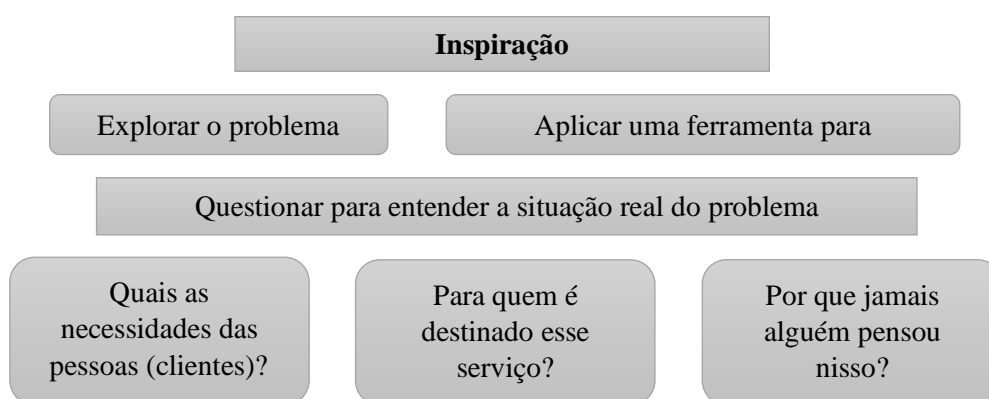 Inspiração
Explorar o problema
Aplicar uma ferramenta para
Questionar para entender a situação real do problema
Quais as
necessidades das
pessoas (clientes)?
Para quem é
destinado esse
serviço?
Por que jamais
alguém pensou
nisso?